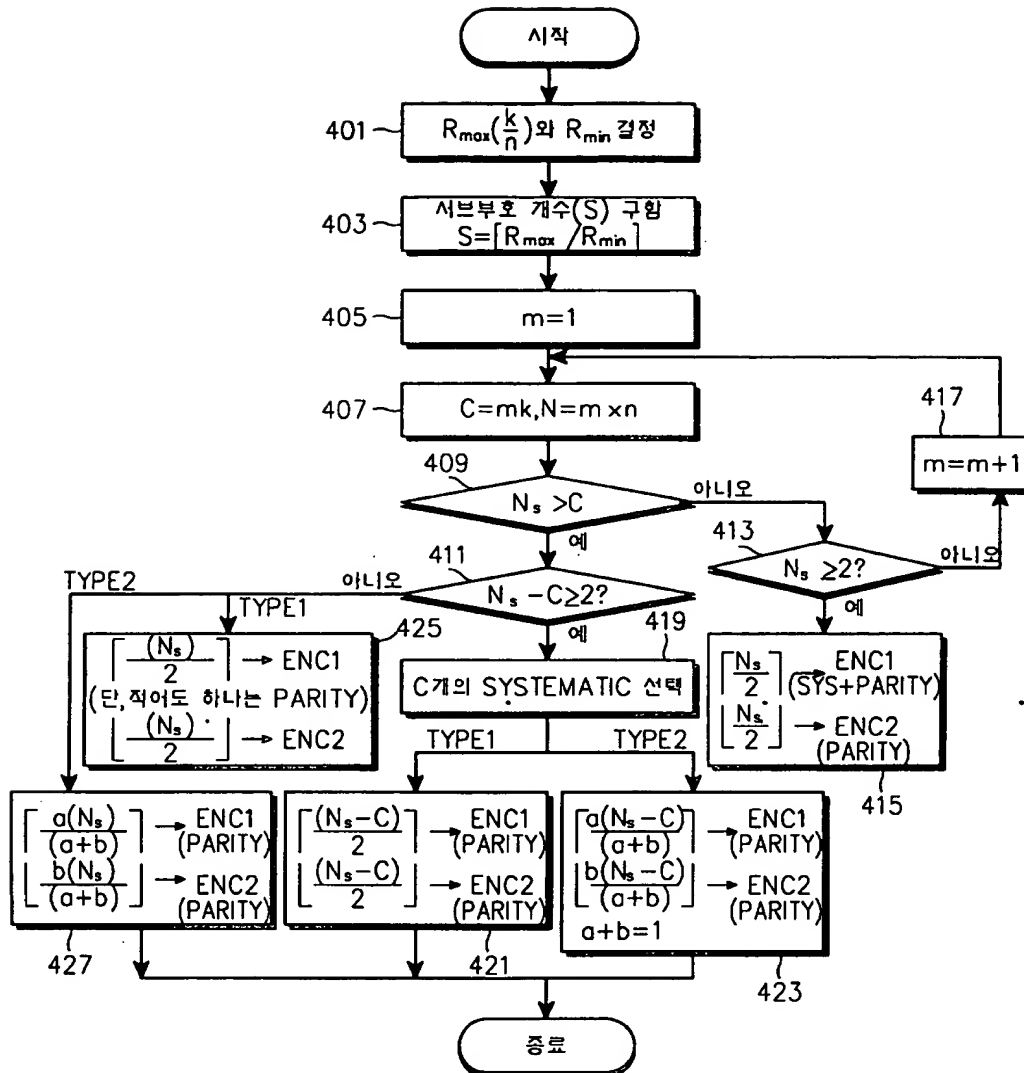 시작
401
R_max(k/n)와 R_min 결정
403
서브부호 개수(S) 구함
S=⌈R_max/R_min⌉
405
m=1
407
C=mk,N=m×n
417
m=m+1
409
N_s >C
아니오
예
413
N_s ≥2?
아니오
예
411
N_s -C≥2?
아니오
예
TYPE2
TYPE1
425
[(N_s)/2] → ENC1
(단,적어도 하나는 PARITY)
[(N_s)/2] → ENC2
419
C개의 SYSTEMATIC 선택
[N_s/2] → ENC1
(SYS+PARITY)
[N_s/2] → ENC2
(PARITY)
415
TYPE1
TYPE2
[a(N_s)/(a+b)] → ENC1
(PARITY)
[b(N_s)/(a+b)] → ENC2
(PARITY)
427
[(N_s-C)/2] → ENC1
(PARITY)
[(N_s-C)/2] → ENC2
(PARITY)
421
[a(N_s-C)/(a+b)] → ENC1
(PARITY)
[b(N_s-C)/(a+b)] → ENC2
(PARITY)
a+b=1
423
종료